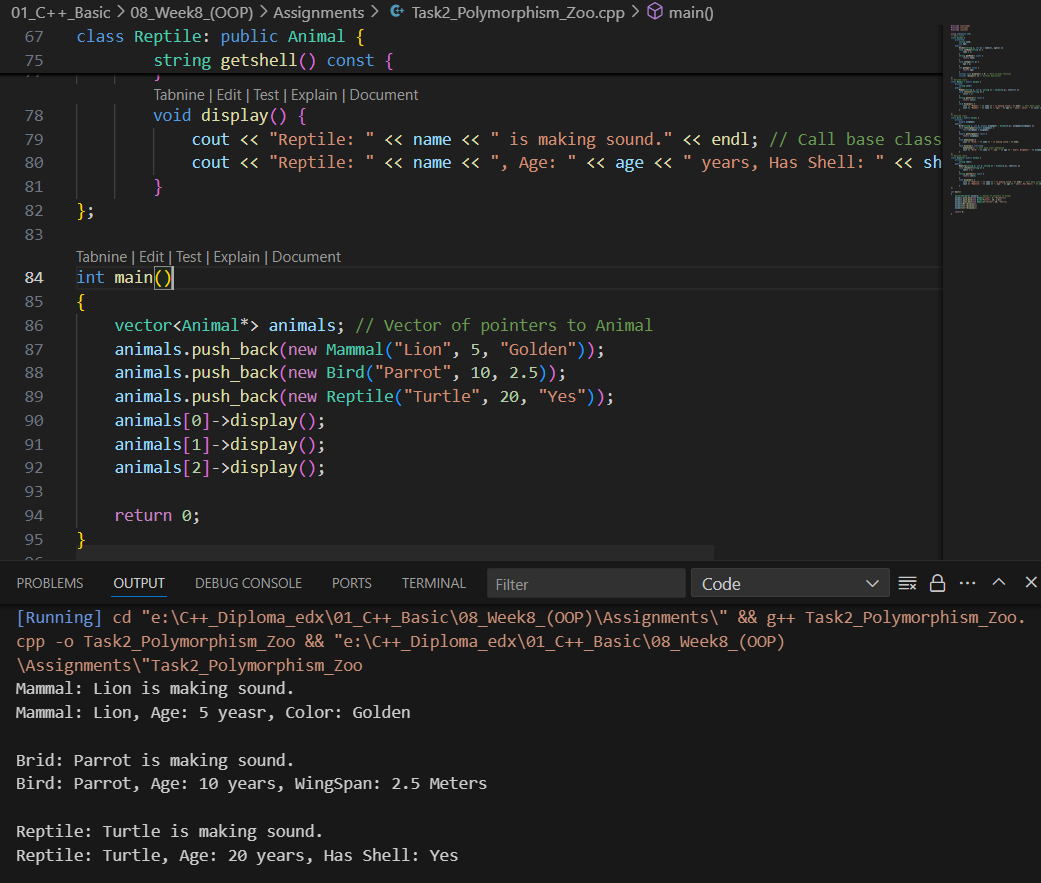 01_C++_Basic > 08_Week8_(OOP) > Assignments > Task2_Polymorphism_Zoo.cpp > main()
67 class Reptile: public Animal {
75 string getshell() const {
77 }
Tabnine | Edit | Test | Explain | Document
78 void display() {
79 cout << "Reptile: " << name << " is making sound." << endl; // Call base class
80 cout << "Reptile: " << name << ", Age: " << age << " years, Has Shell: " << sh
81 }
82 };
83
Tabnine | Edit | Test | Explain | Document
84 int main()
85 {
86 vector<Animal*> animals; // Vector of pointers to Animal
87 animals.push_back(new Mammal("Lion", 5, "Golden"));
88 animals.push_back(new Bird("Parrot", 10, 2.5));
89 animals.push_back(new Reptile("Turtle", 20, "Yes"));
90 animals[0]->display();
91 animals[1]->display();
92 animals[2]->display();
93
94 return 0;
95 }
96
PROBLEMS OUTPUT DEBUG CONSOLE PORTS TERMINAL Filter Code
[Running] cd "e:\C++_Diploma_edx\01_C++_Basic\08_Week8_(OOP)\Assignments\" && g++ Task2_Polymorphism_Zoo.
cpp -o Task2_Polymorphism_Zoo && "e:\C++_Diploma_edx\01_C++_Basic\08_Week8_(OOP)
\Assignments\"Task2_Polymorphism_Zoo
Mammal: Lion is making sound.
Mammal: Lion, Age: 5 yeasr, Color: Golden
Brid: Parrot is making sound.
Bird: Parrot, Age: 10 years, WingSpan: 2.5 Meters
Reptile: Turtle is making sound.
Reptile: Turtle, Age: 20 years, Has Shell: Yes